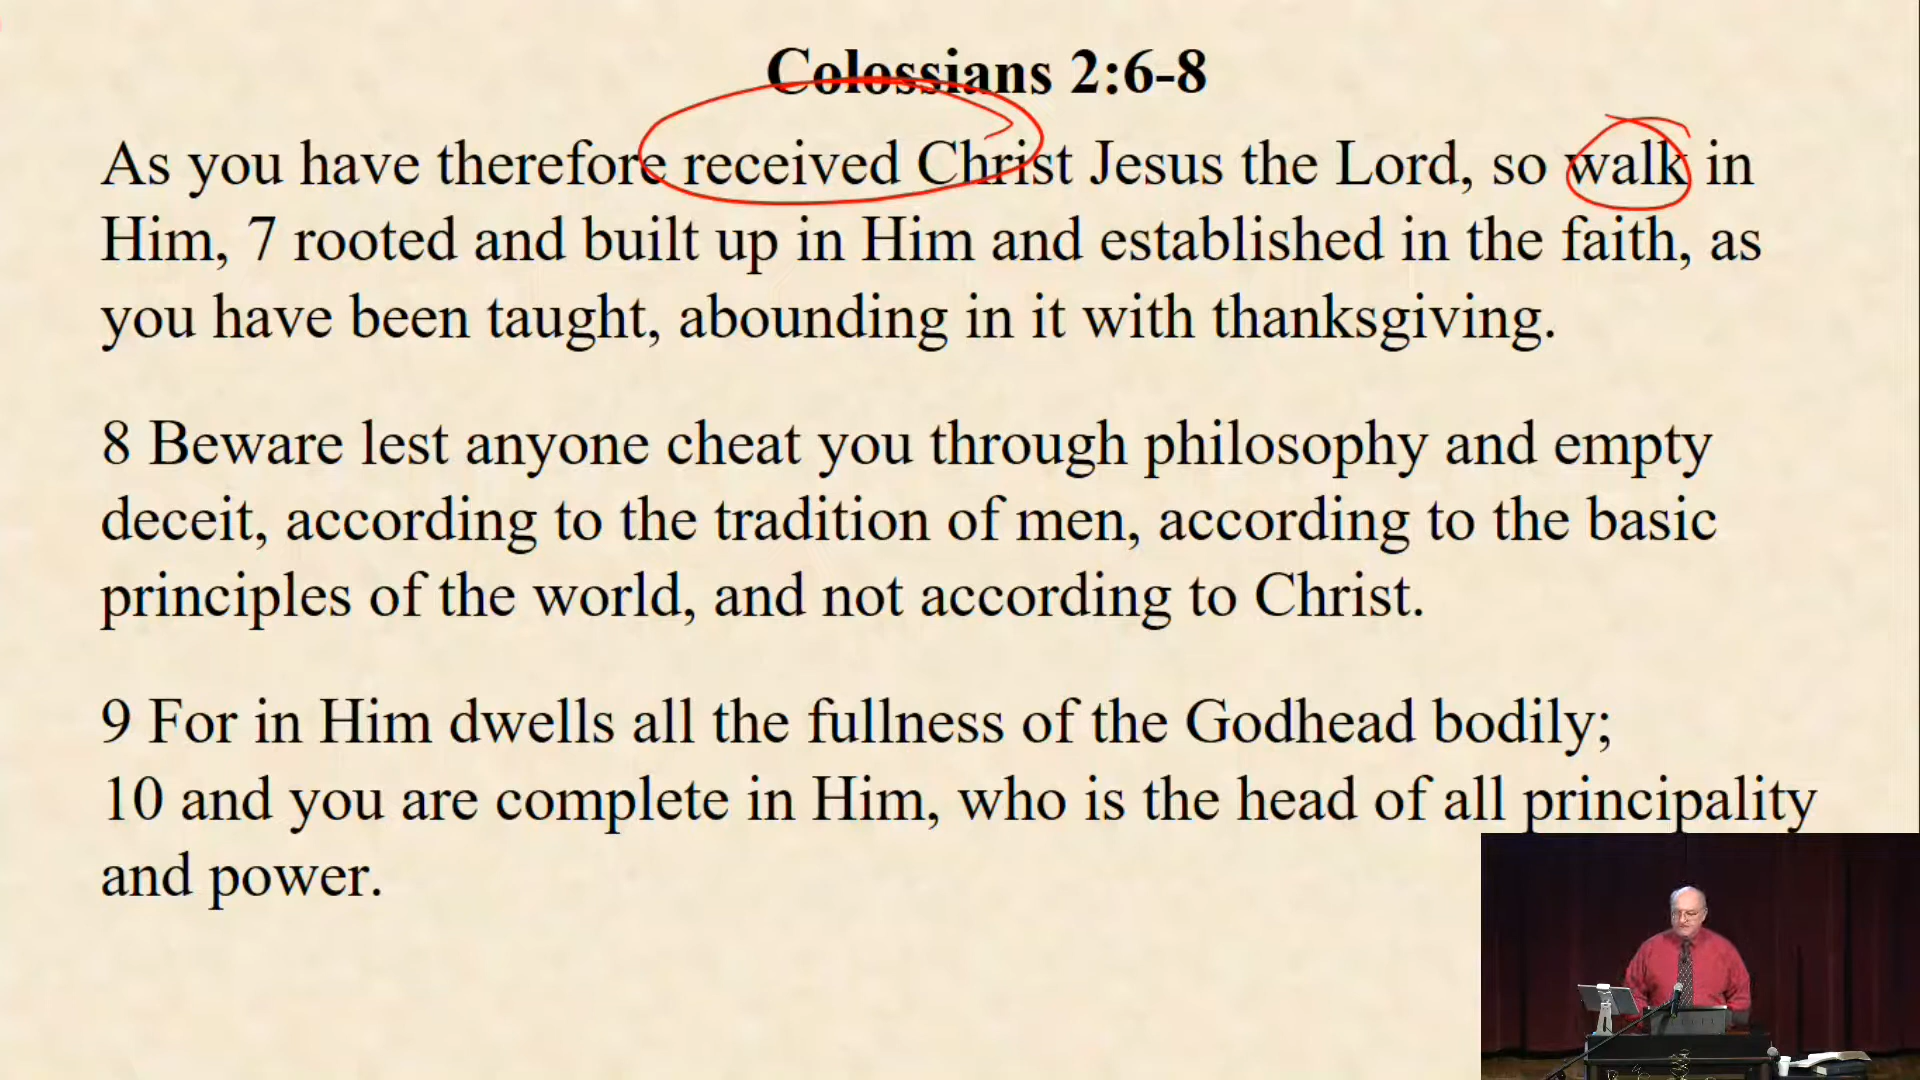 Colossians 2:6-8
As you have therefore received Christ Jesus the Lord, so walk in
Him, 7 rooted and built up in Him and established in the faith, as
you have been taught, abounding in it with thanksgiving.
8 Beware lest anyone cheat you through philosophy and empty
deceit, according to the tradition of men, according to the basic
principles of the world, and not according to Christ.
9 For in Him dwells all the fullness of the Godhead bodily;
10 and you are complete in Him, who is the head of all principality
and power.